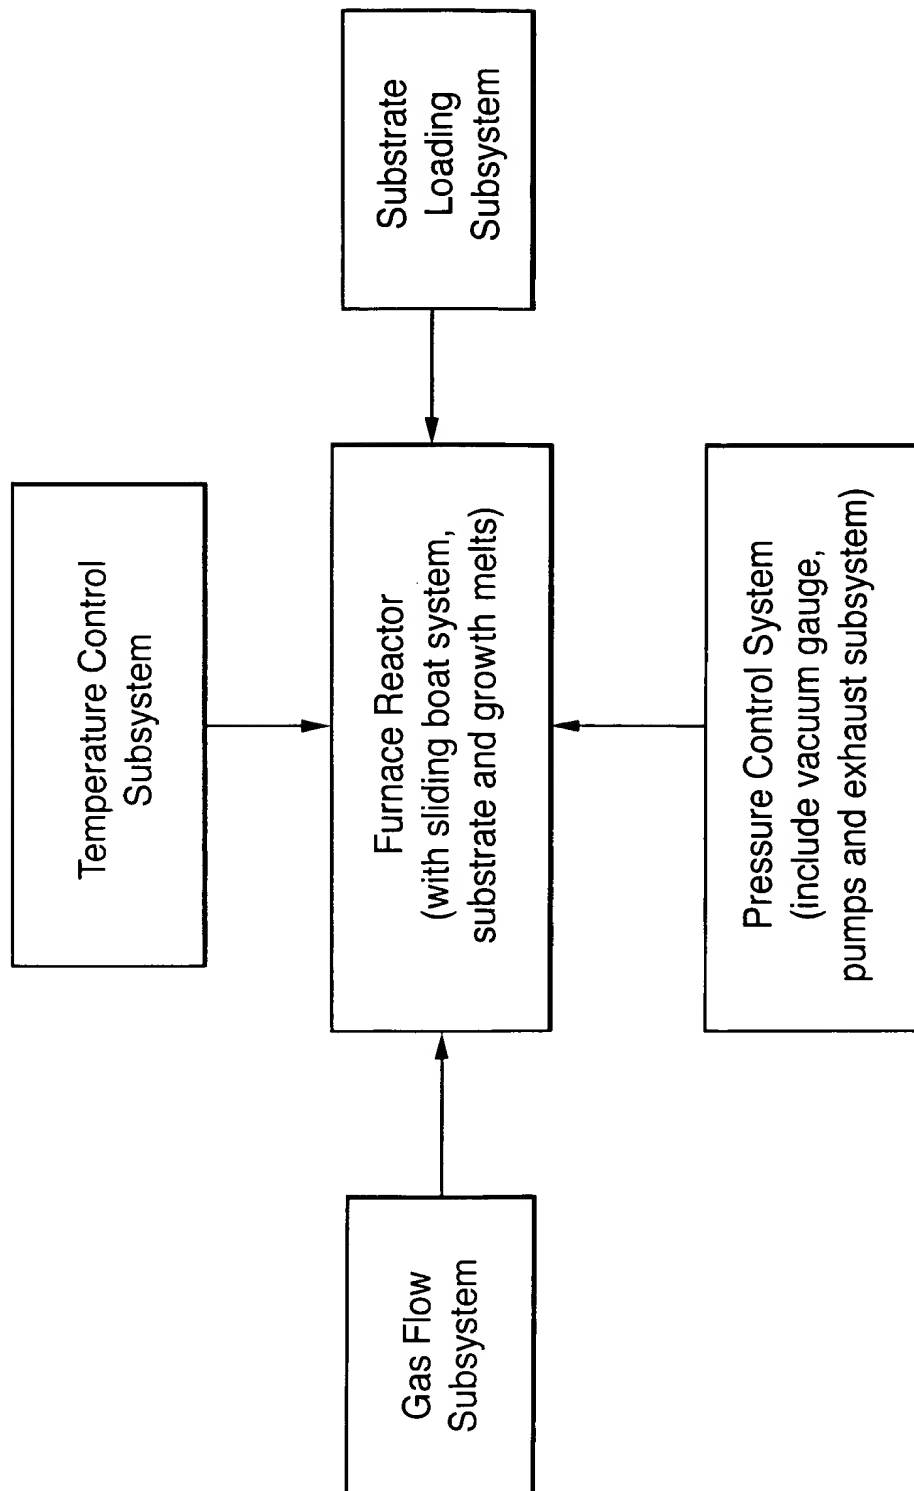 Temperature Control
Subsystem
Gas Flow
Subsystem
Furnace Reactor
(with sliding boat system,
substrate and growth melts)
Substrate
Loading
Subsystem
Pressure Control System
(include vacuum gauge,
pumps and exhaust subsystem)